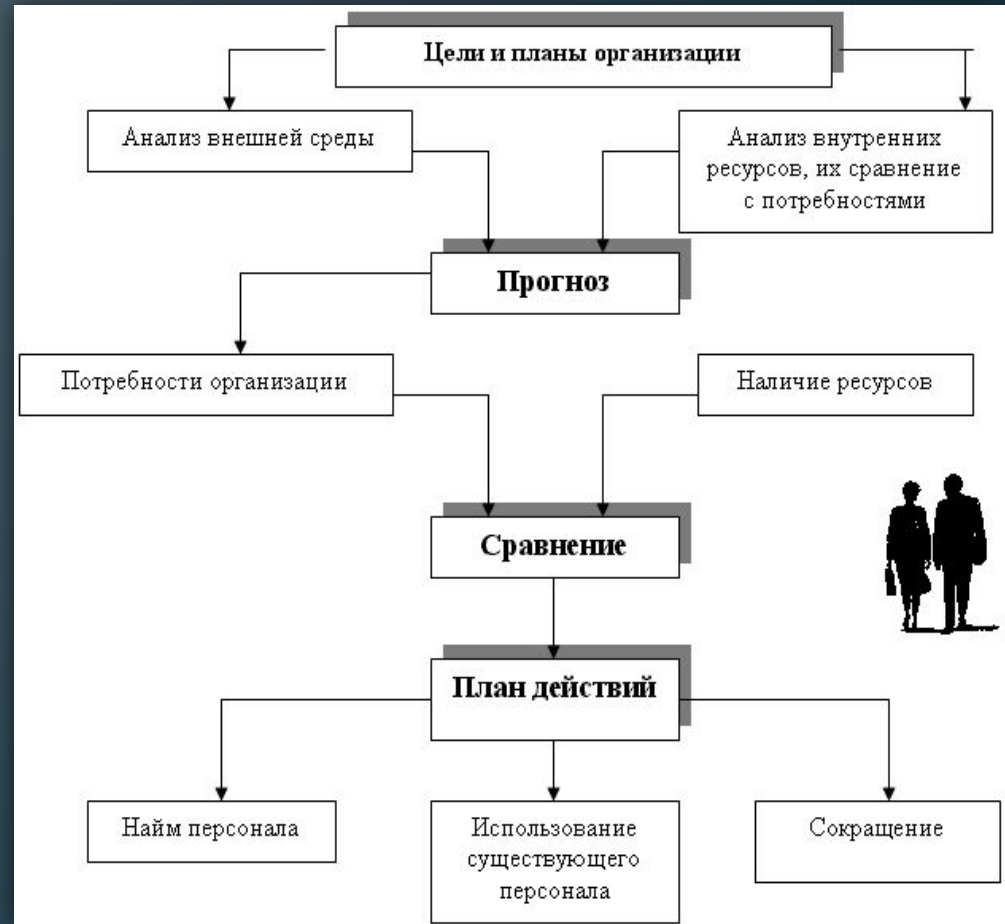 Цели и планы организации
Анализ внешней среды
Анализ внутренних
ресурсов, их сравнение
с потребностями
Прогноз
Потребности организации
Наличие ресурсов
Сравнение
План действий
Найм персонала
Использование
существующего
персонала
Сокращение